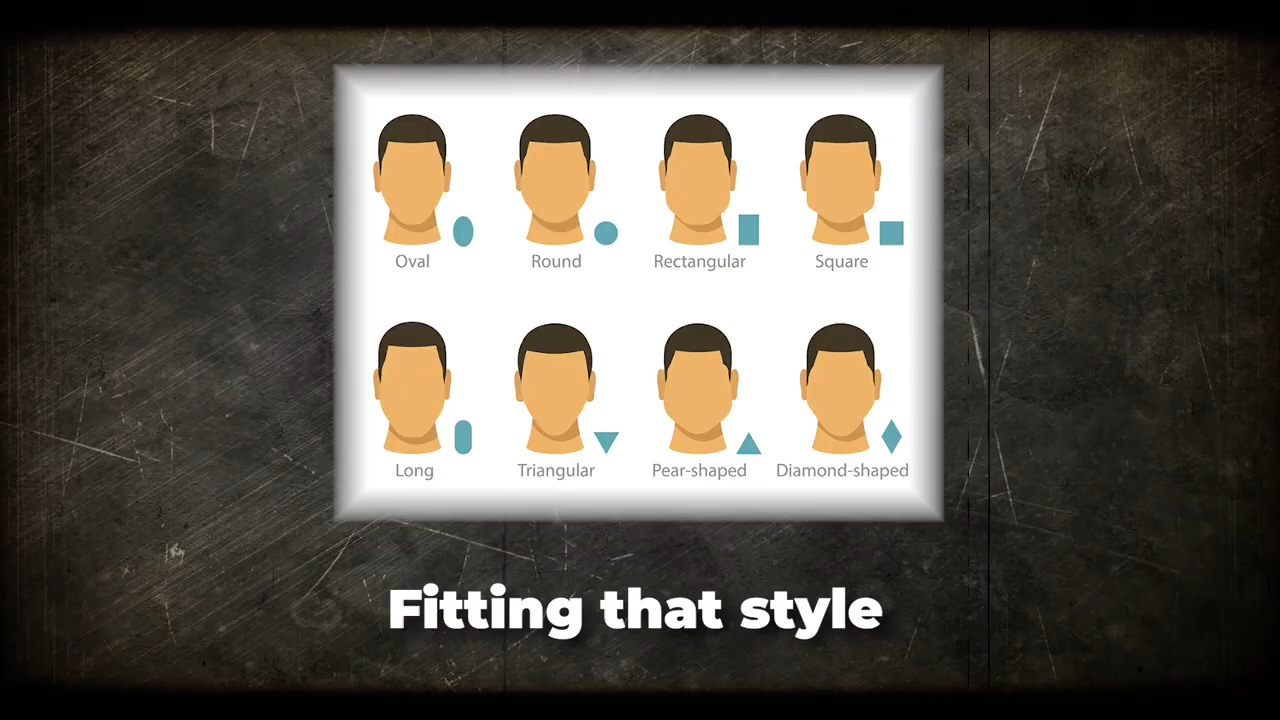 Oval
Round
Rectangular
Square
Long
Triangular
Pear-shaped
Diamond-shaped
Fitting that style